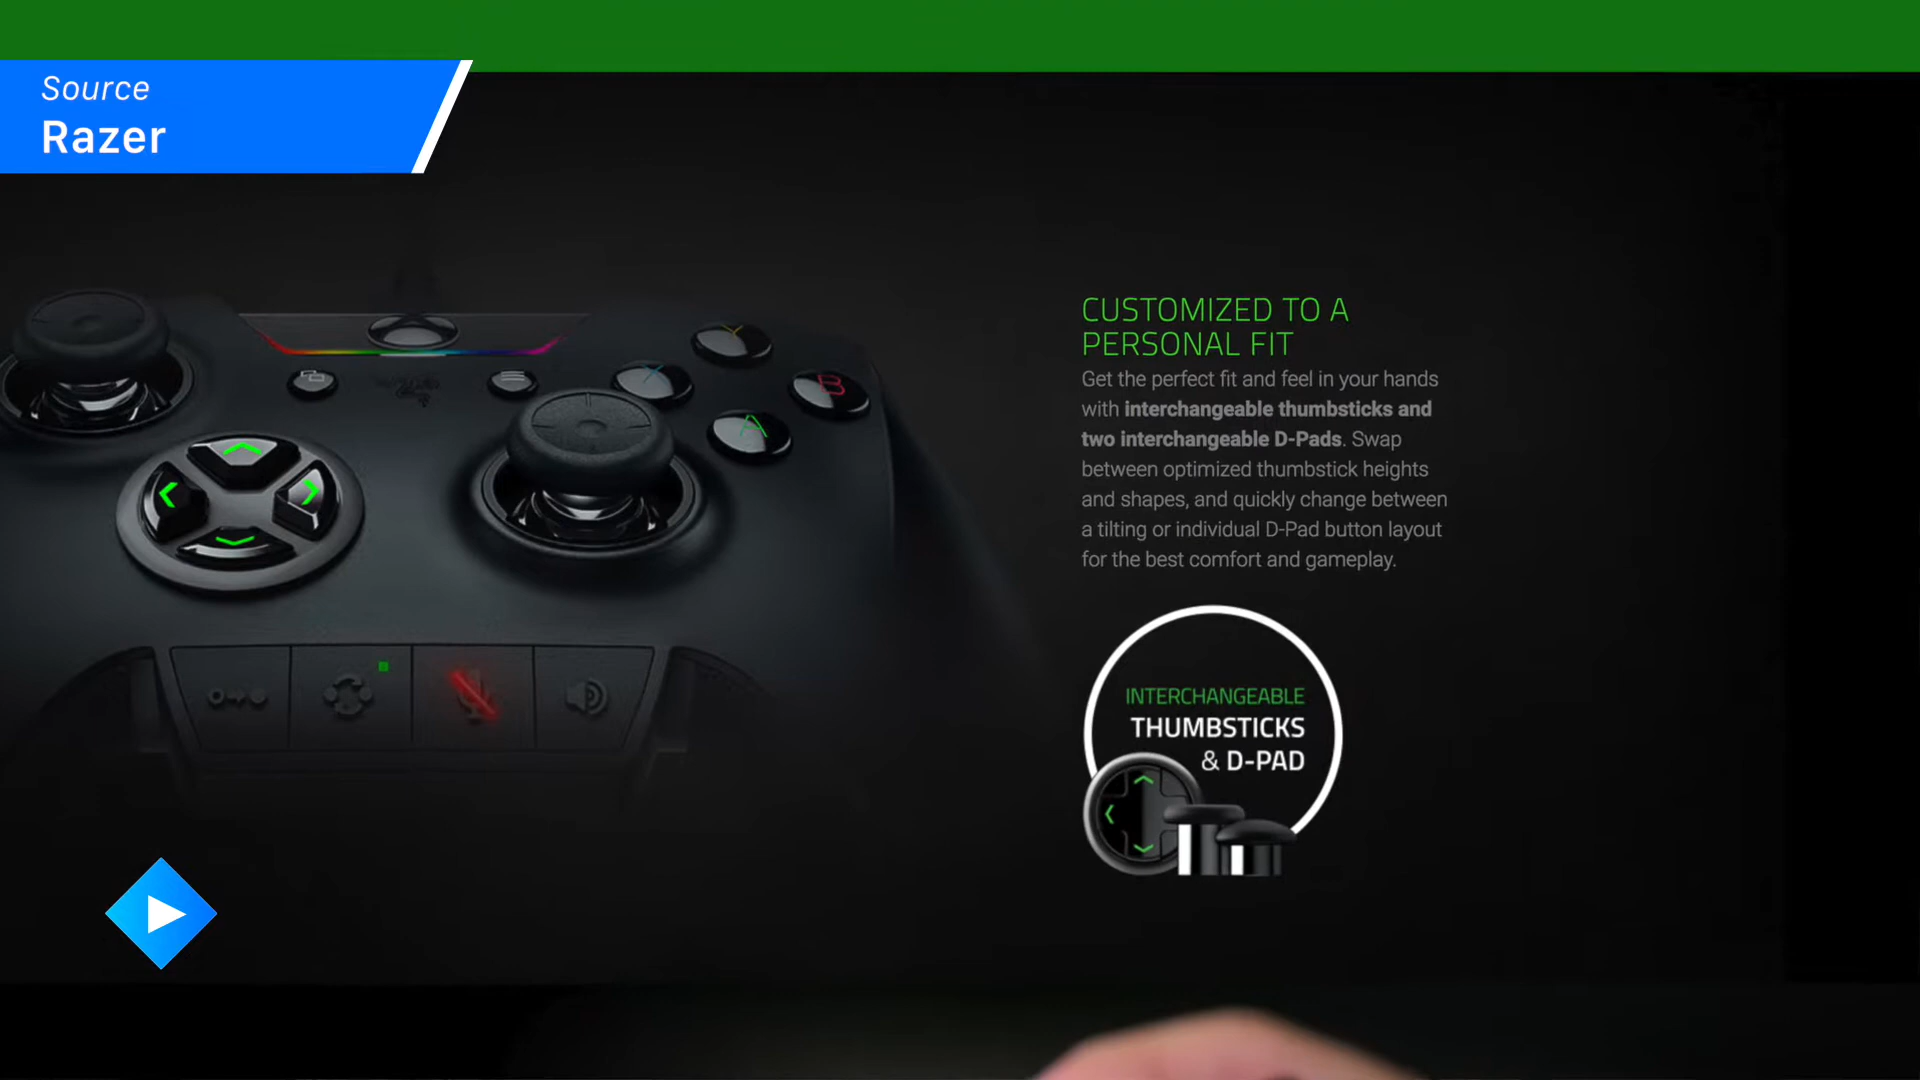 Source
Razer
Y
X
B
A
CUSTOMIZED TO A
PERSONAL FIT
Get the perfect fit and feel in your hands
with interchangeable thumbsticks and
two interchangeable D-Pads. Swap
between optimized thumbstick heights
and shapes, and quickly change between
a tilting or individual D-Pad button layout
for the best comfort and gameplay.
INTERCHANGEABLE
THUMBSTICKS
& D-PAD